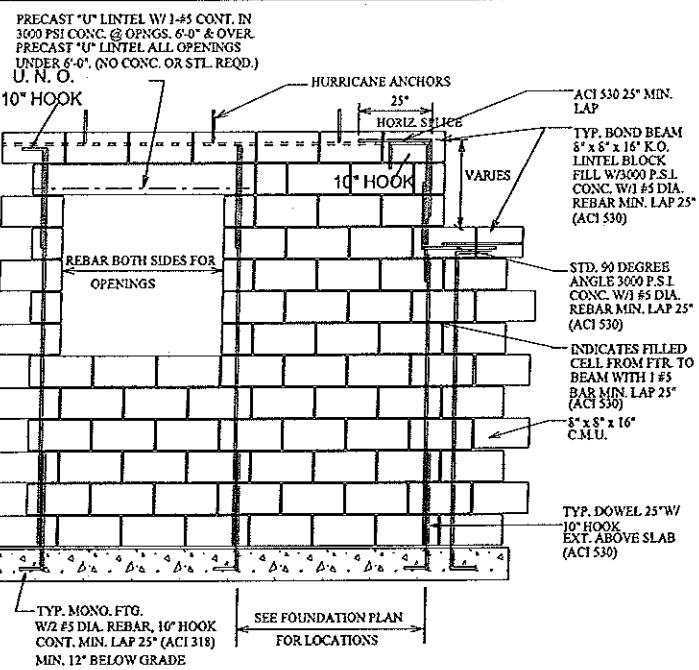 PRECAST "U" LINTEL W/ 1-#5 CONT. IN
3000 PSI CONC. @ OPNGS. 6'-0" & OVER.
PRECAST "U" LINTEL ALL OPENINGS
UNDER 6'-0". (NO CONC. OR STL. REQD.)
U. N. O.
10" HOOK
HURRICANE ANCHORS
25"
HORIZ. SPLICE
10" HOOK
VARIES
ACI 530 25" MIN.
LAP
TYP. BOND BEAM
8" x 8" x 16" K.O.
LINTEL BLOCK
FILL W/3000 P.S.I.
CONC. W/1 #5 DIA.
REBAR MIN. LAP 25"
(ACI 530)
REBAR BOTH SIDES FOR
OPENINGS
STD. 90 DEGREE
ANGLE 3000 P.S.I.
CONC. W/1 #5 DIA.
REBAR MIN. LAP 25"
(ACI 530)
INDICATES FILLED
CELL FROM FTR. TO
BEAM WITH 1 #5
BAR MIN. LAP 25"
(ACI 530)
8" x 8" x 16"
C.M.U.
TYP. DOWEL 25" W/
10" HOOK
EXT. ABOVE SLAB
(ACI 530)
TYP. MONO. FTG.
W/2 #5 DIA. REBAR, 10" HOOK
CONT. MIN. LAP 25" (ACI 318)
MIN. 12" BELOW GRADE
SEE FOUNDATION PLAN
FOR LOCATIONS